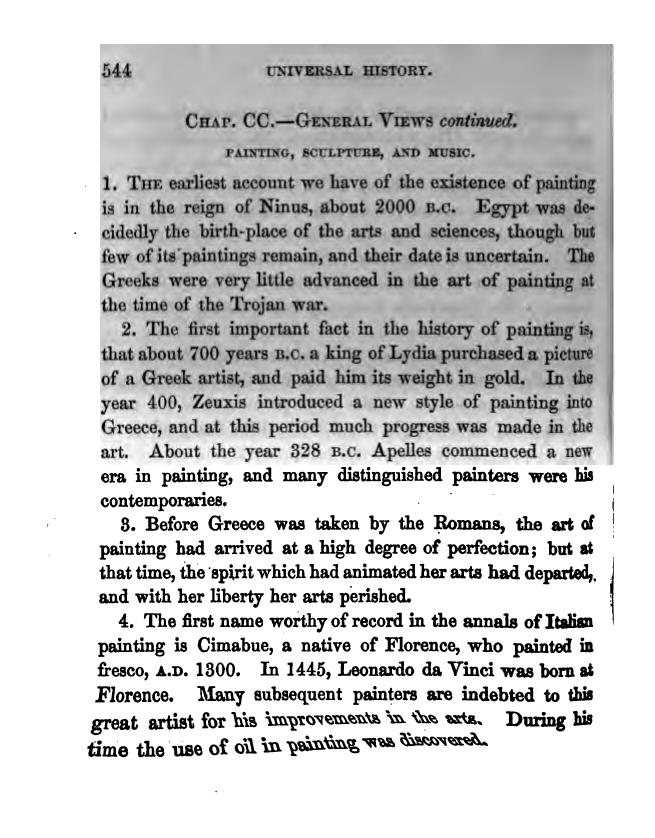 544 UNIVERSAL HISTORY.
CHAP. CC.—GENERAL VIEWS continued.
PAINTING, SCULPTURE, AND MUSIC.
1. THE earliest account we have of the existence of painting
is in the reign of Ninus, about 2000 B.C. Egypt was de-
cidedly the birth-place of the arts and sciences, though but
few of its paintings remain, and their date is uncertain. The
Greeks were very little advanced in the art of painting at
the time of the Trojan war.
2. The first important fact in the history of painting is,
that about 700 years B.C. a king of Lydia purchased a picture
of a Greek artist, and paid him its weight in gold. In the
year 400, Zeuxis introduced a new style of painting into
Greece, and at this period much progress was made in the
art. About the year 328 B.C. Apelles commenced a new
era in painting, and many distinguished painters were his
contemporaries.
3. Before Greece was taken by the Romans, the art of
painting had arrived at a high degree of perfection; but at
that time, the spirit which had animated her arts had departed,
and with her liberty her arts perished.
4. The first name worthy of record in the annals of Italian
painting is Cimabue, a native of Florence, who painted in
fresco, A.D. 1300. In 1445, Leonardo da Vinci was born at
Florence. Many subsequent painters are indebted to this
great artist for his improvements in the arts. During his
time the use of oil in painting was discovered.